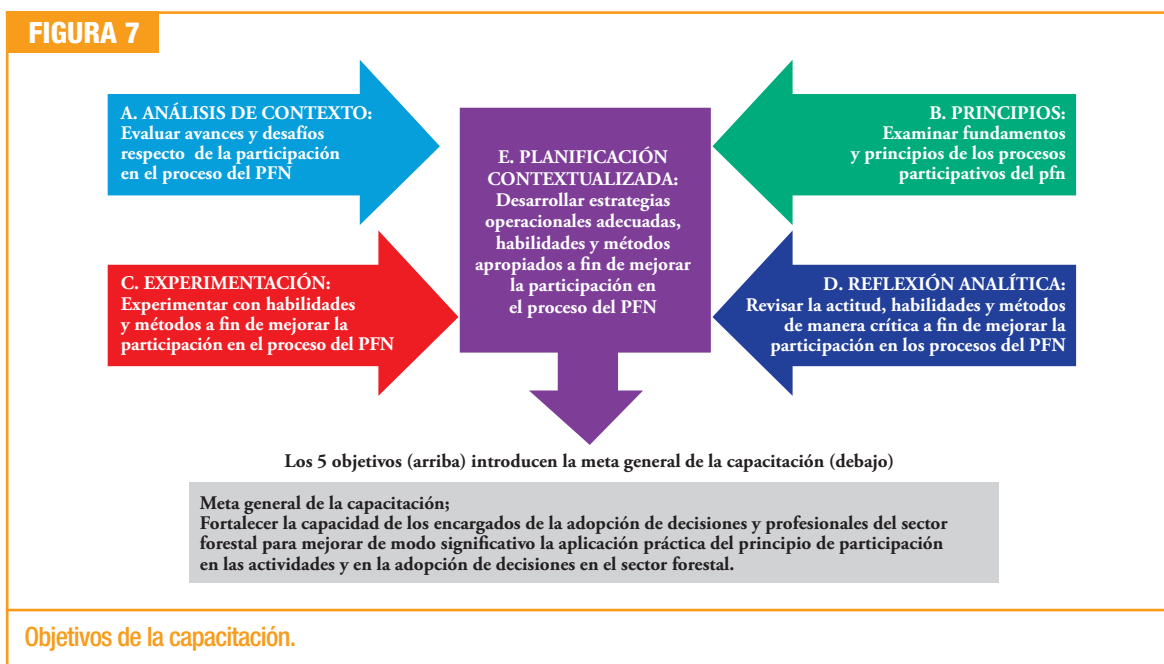 FIGURA 7
A. ANÁLISIS DE CONTEXTO:
Evaluar avances y desafíos
respecto de la participación
en el proceso del PFN
B. PRINCIPIOS:
Examinar fundamentos
y principios de los procesos
participativos del pfn
E. PLANIFICACIÓN
CONTEXTUALIZADA:
Desarrollar estrategias
operacionales adecuadas,
habilidades y métodos
apropiados a fin de mejorar
la participación en
el proceso del PFN
C. EXPERIMENTACIÓN:
Experimentar con habilidades
y métodos a fin de mejorar la
participación en el proceso del PFN
D. REFLEXIÓN ANALÍTICA:
Revisar la actitud, habilidades y métodos
de manera crítica a fin de mejorar la
participación en los procesos del PFN
Los 5 objetivos (arriba) introducen la meta general de la capacitación (debajo)
Meta general de la capacitación;
Fortalecer la capacidad de los encargados de la adopción de decisiones y profesionales del sector
forestal para mejorar de modo significativo la aplicación práctica del principio de participación
en las actividades y en la adopción de decisiones en el sector forestal.
Objetivos de la capacitación.